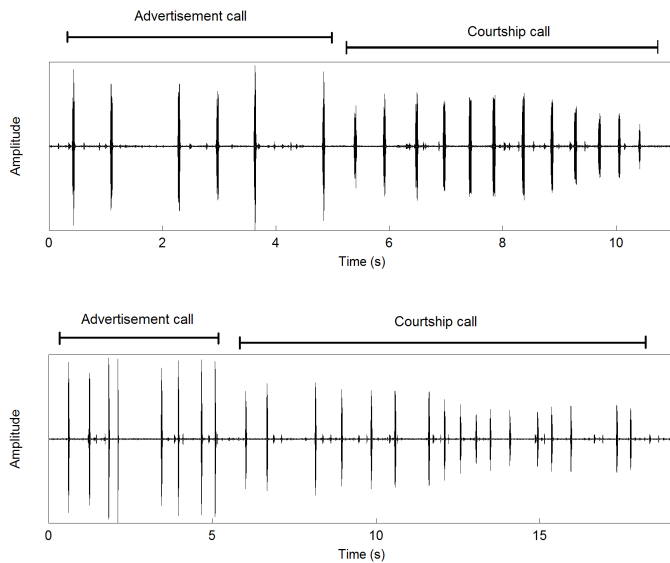 Advertisement call
Courtship call
Amplitude
0 2 4 6 8 10
Time (s)
Advertisement call
Courtship call
Amplitude
0 5 10 15
Time (s)